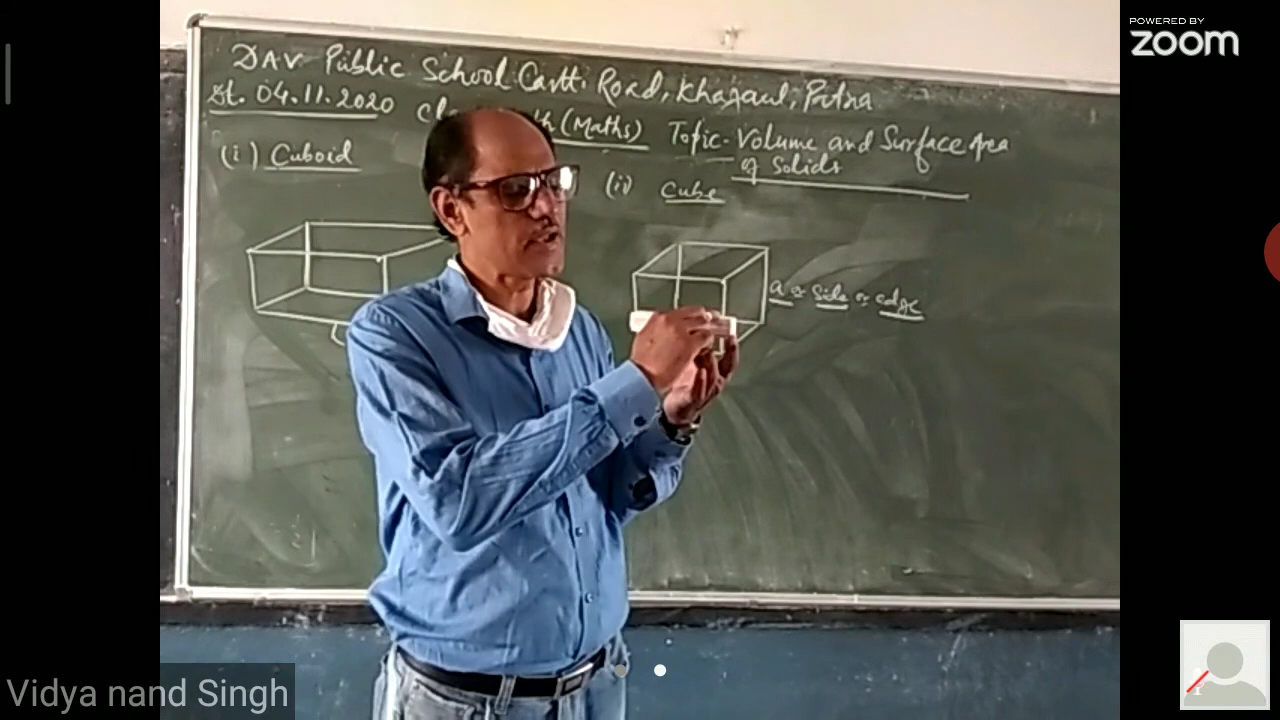 POWERED BY
zoom
DAV Public School Cantt. Road, Khagaul, Patna
Dt. 04.11.2020 (Maths) Topic- Volume and Surface Area
of Solids
(i) Cuboid
(ii) Cube
a or side or edge
Vidya nand Singh